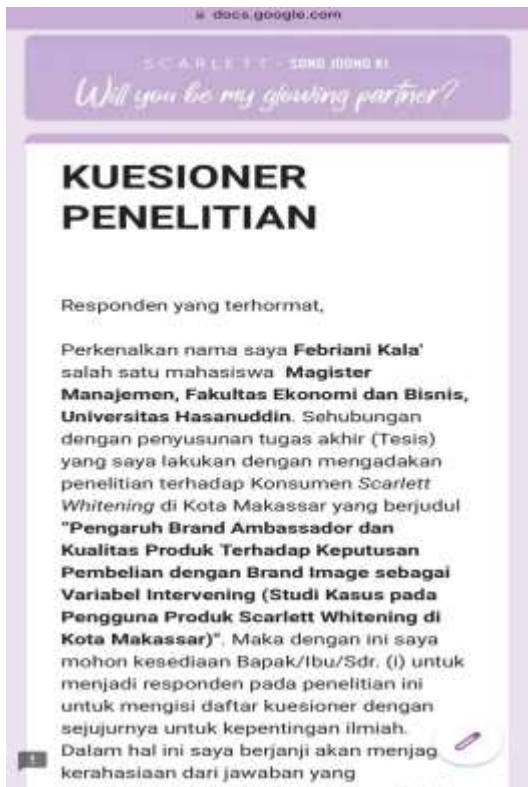 docs.google.com
SCARLETT - SONG JOONG KI
Will you be my glowing partner?
KUESIONER
PENELITIAN
Responden yang terhormat,
Perkenalkan nama saya Febriani Kala'
salah satu mahasiswa Magister
Manajemen, Fakultas Ekonomi dan Bisnis,
Universitas Hasanuddin. Sehubungan
dengan penyusunan tugas akhir (Tesis)
yang saya lakukan dengan mengadakan
penelitian terhadap Konsumen Scarlett
Whitening di Kota Makassar yang berjudul
"Pengaruh Brand Ambassador dan
Kualitas Produk Terhadap Keputusan
Pembelian dengan Brand Image sebagai
Variabel Intervening (Studi Kasus pada
Pengguna Produk Scarlett Whitening di
Kota Makassar)". Maka dengan ini saya
mohon kesediaan Bapak/Ibu/Sdr. (i) untuk
menjadi responden pada penelitian ini
untuk mengisi daftar kuesioner dengan
sejujurnya untuk kepentingan ilmiah.
Dalam hal ini saya berjanji akan menjag
kerahasiaan dari jawaban yang